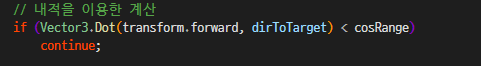 // 내적을 이용한 계산
if (Vector3.Dot(transform.forward, dirToTarget) < cosRange)
continue;